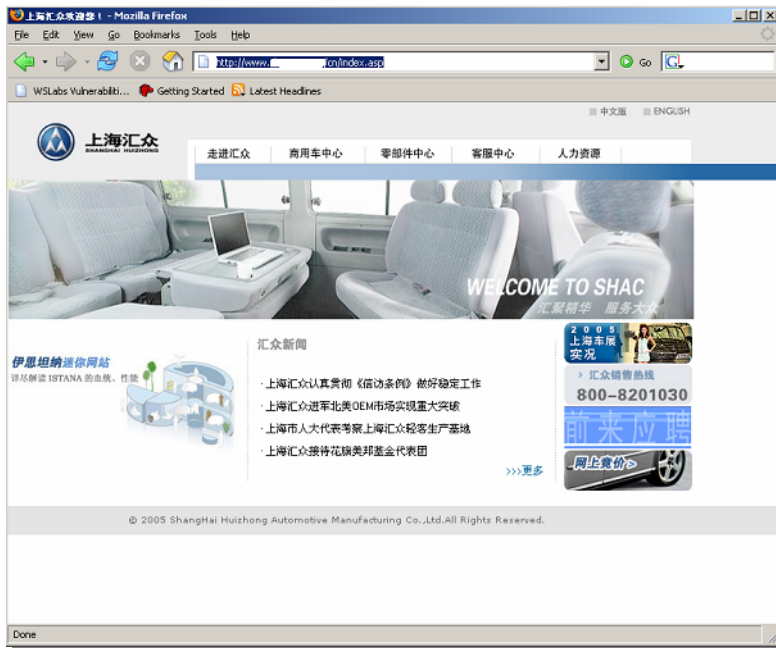 上海汇众欢迎您! - Mozilla Firefox
File Edit View Go Bookmarks Tools Help
http://www. .cn/index.asp Go G
WSLabs Vulnerabiliti... Getting Started Latest Headlines
中文版 ENGLISH
上海汇众
SHANGHAI HUIZHONG
走进汇众 商用车中心 零部件中心 客服中心 人力资源
WELCOME TO SHAC
汇聚精华 服务大众
2005
上海车展
实况
伊思坦纳迷你网站
详尽解读 ISTANA 的血统、性能
汇众新闻
·上海汇众认真贯彻《信访条例》做好稳定工作
·上海汇众进军北美OEM市场实现重大突破
·上海市人大代表考察上海汇众轻客生产基地
·上海汇众接待花旗美邦基金代表团
>>>更多
汇众销售热线
800-8201030
前来应聘
网上竞价>
© 2005 ShangHai Huizhong Automotive Manufacturing Co.,Ltd.All Rights Reserved.
Done